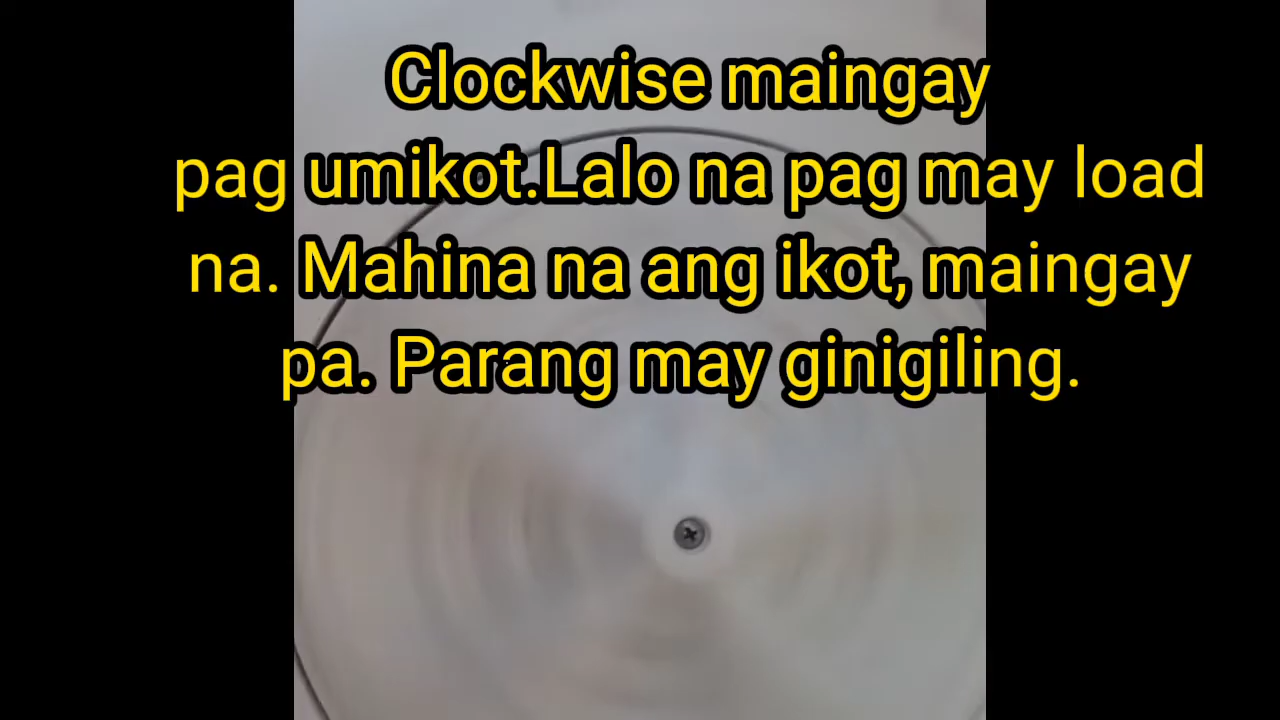 Clockwise maingay
pag umikot.Lalo na pag may load
na. Mahina na ang ikot, maingay
pa. Parang may ginigiling.